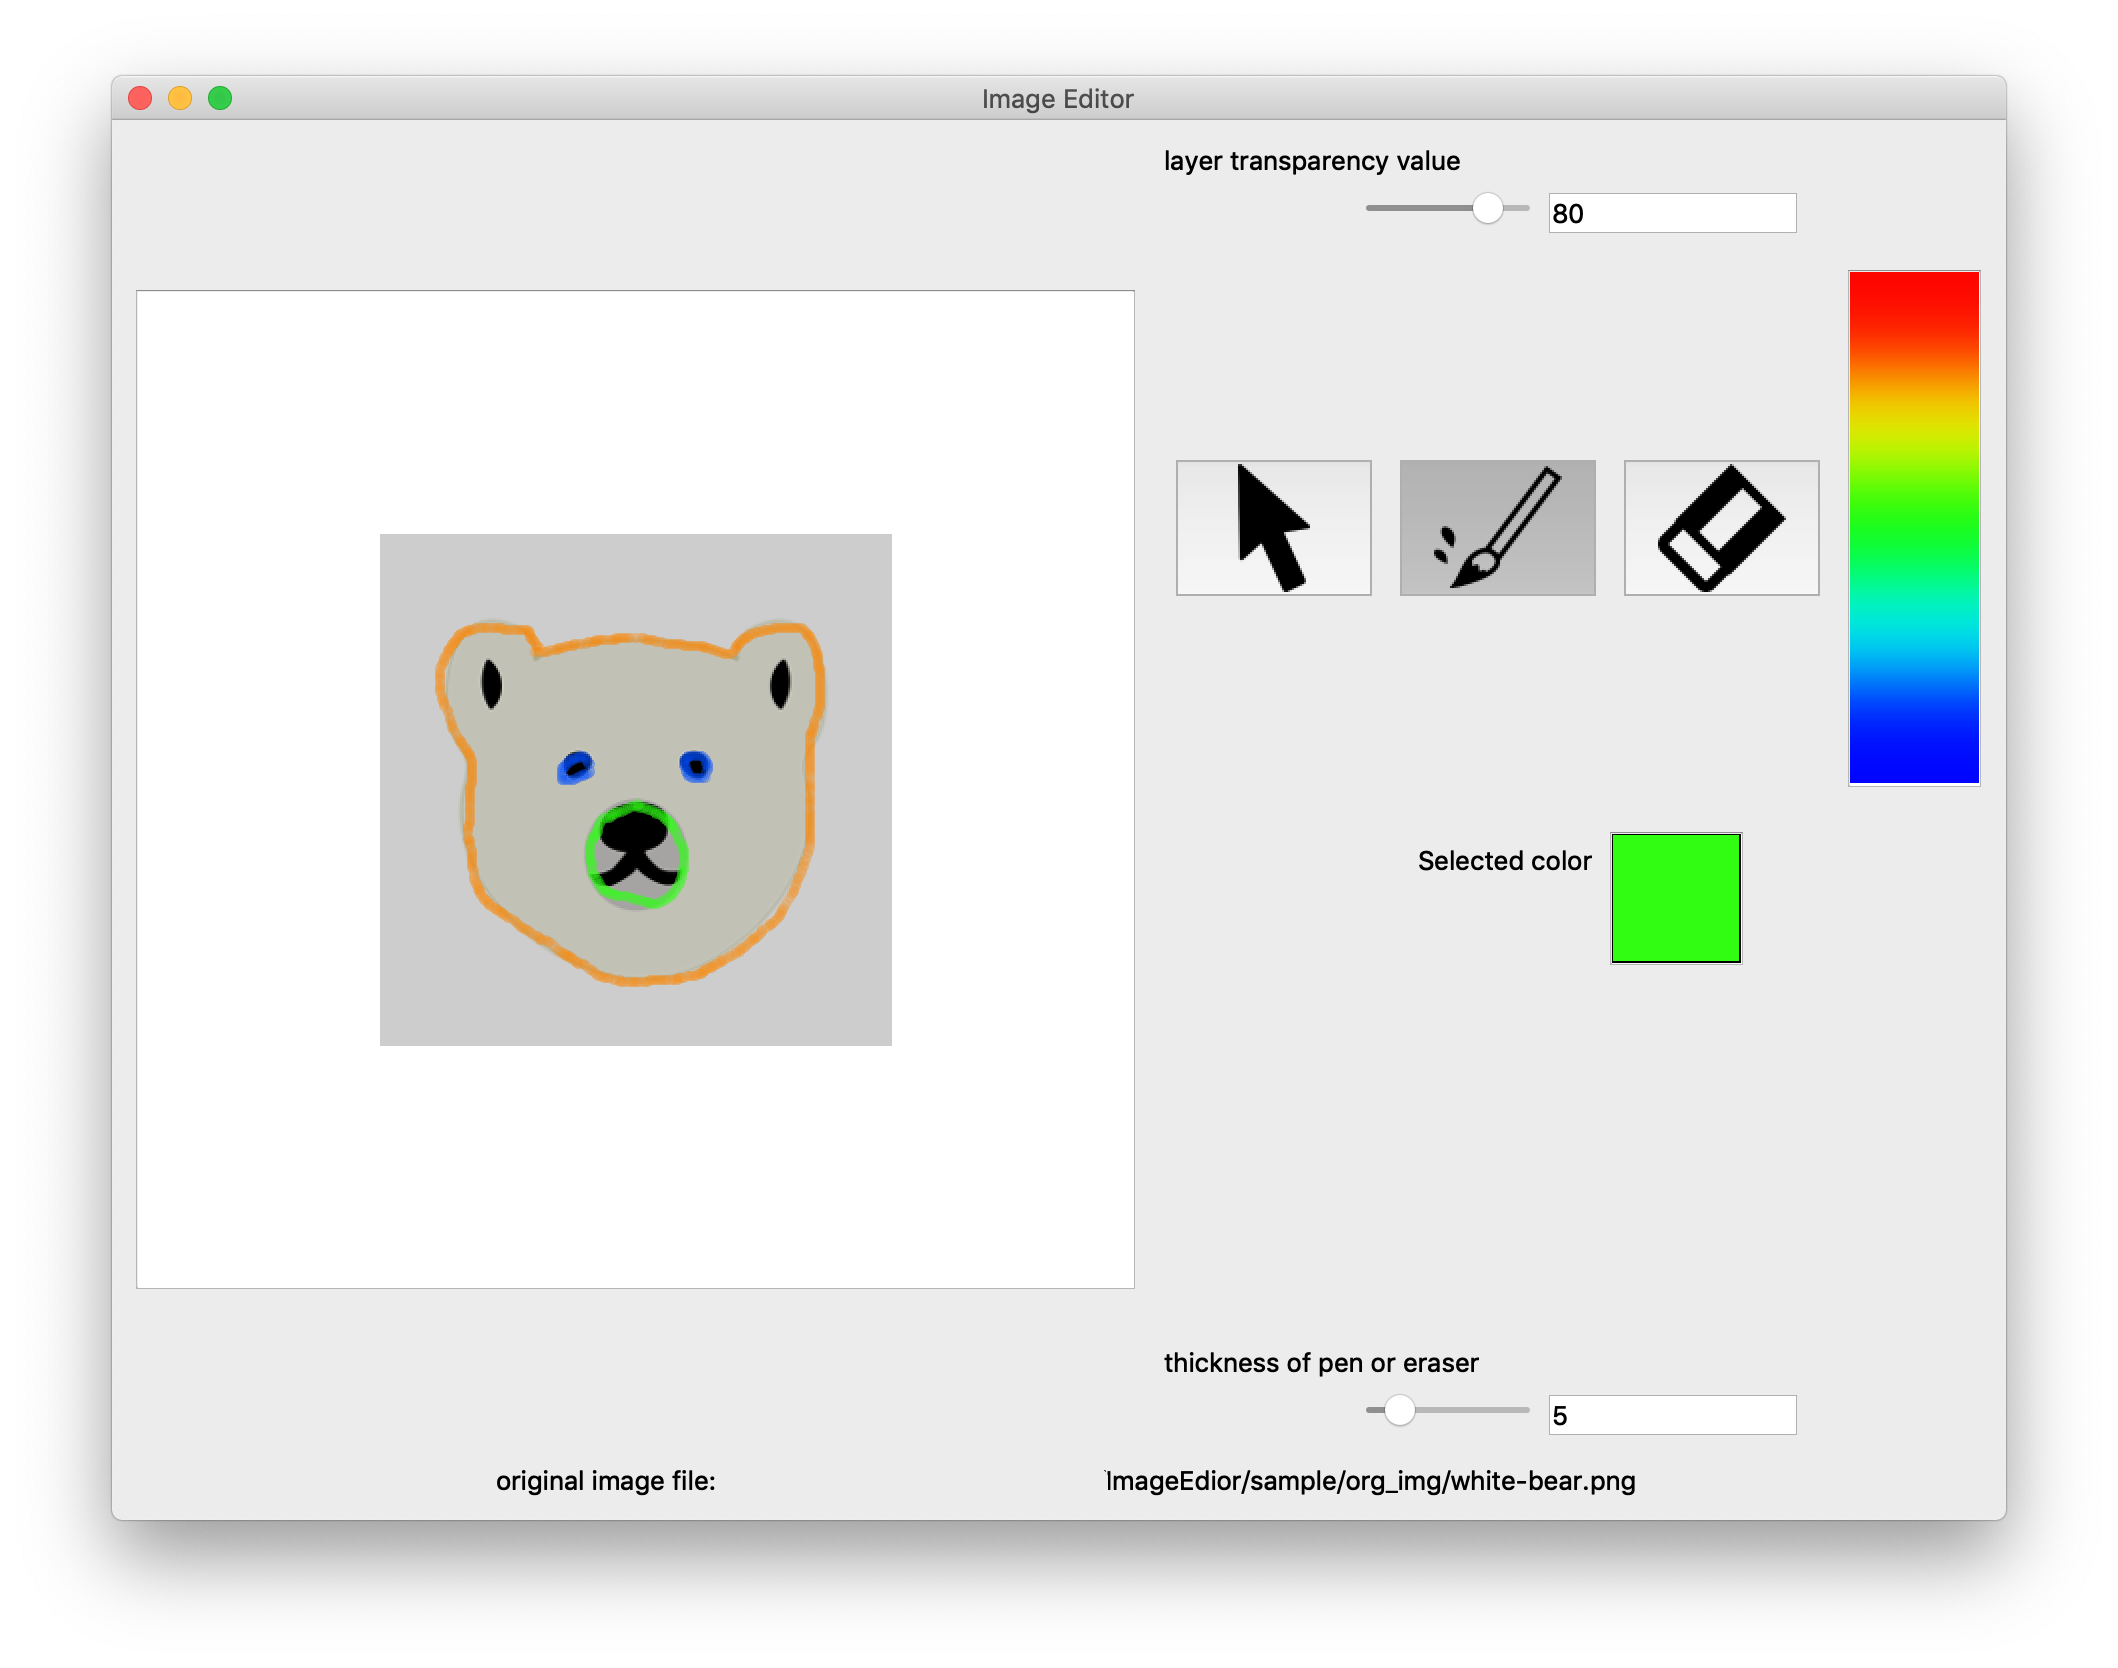 Image Editor
layer transparency value
80
Selected color
thickness of pen or eraser
5
original image file:
ImageEdior/sample/org_img/white-bear.png